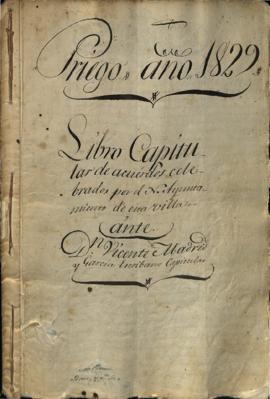 Priego año 1829.
Libro Capitu-
lar de acuerdos, cele-
brados por el Ylt.e Ayunta-
miento de esta villa.
ante.
D.n Vicente Madrid
y Garcia Escribano Capitular